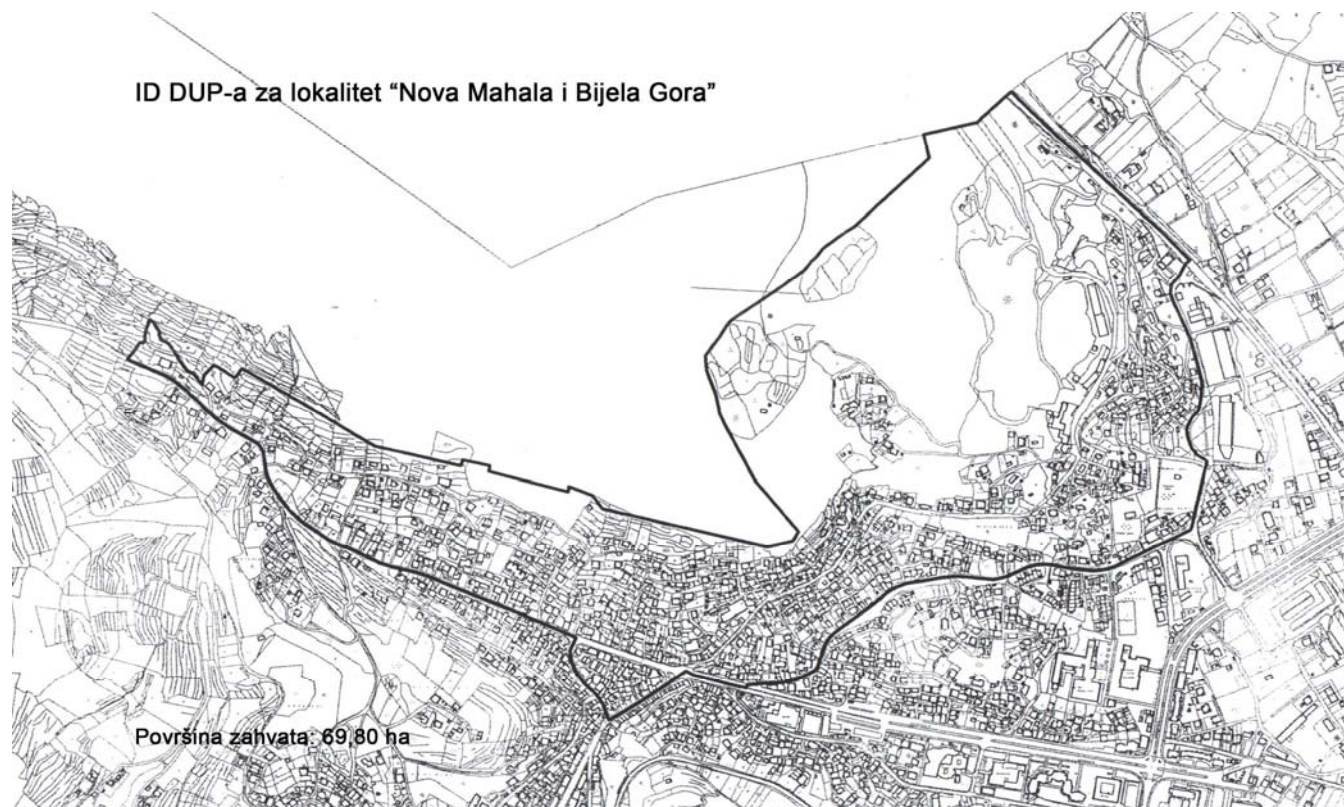 ID DUP-a za lokalitet “Nova Mahala i Bijela Gora”
Površina zahvata: 69,80 ha